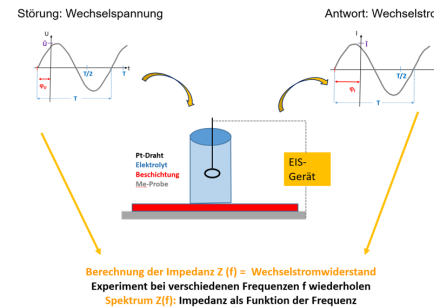 Störung: Wechselspannung
Antwort: Wechselstro
U
Û
T/2
T
t
φU
T
I
Î
T/2
T
φI
T
Pt-Draht
Elektrolyt
Beschichtung
Me-Probe
EIS-
Gerät
Berechnung der Impedanz Z (f) = Wechselstromwiderstand
Experiment bei verschiedenen Frequenzen f wiederholen
Spektrum Z(f): Impedanz als Funktion der Frequenz